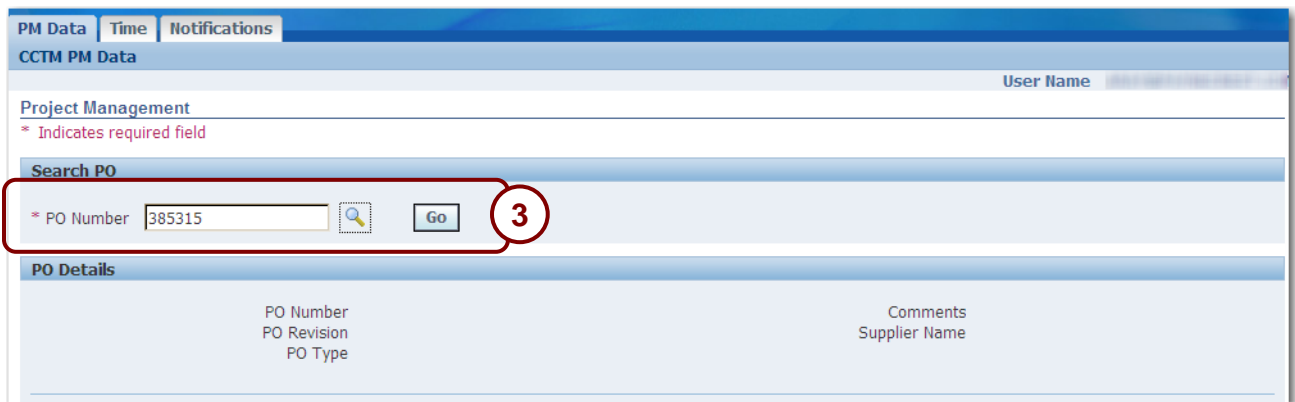 PM Data Time Notifications
CCTM PM Data
User Name
Project Management
* Indicates required field
Search PO
* PO Number 385315 Go 3
PO Details
PO Number Comments
PO Revision Supplier Name
PO Type